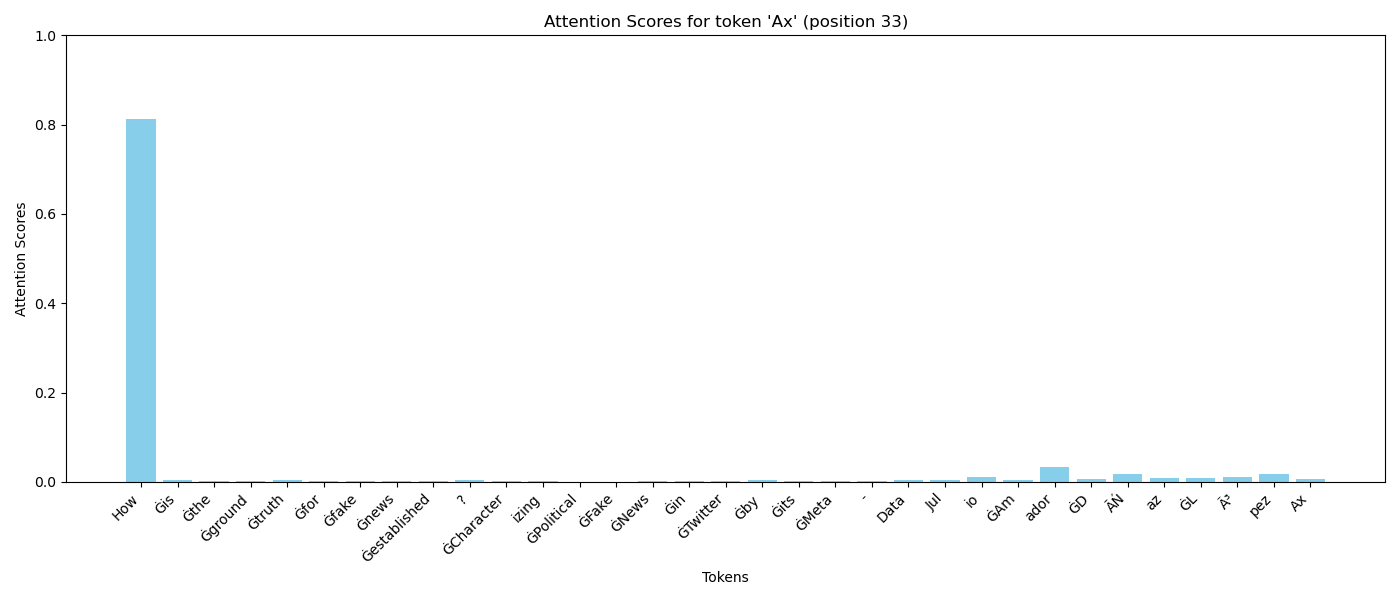 Attention Scores for token 'Ax' (position 33)
1.0
0.8
0.6
0.4
0.2
0.0
Attention Scores
How
Ġis
Ġthe
Ġground
Ġtruth
Ġfor
Ġfake
Ġnews
Ġestablished
?
ĠCharacter
izing
ĠPolitical
ĠFake
ĠNews
Ġin
ĠTwitter
Ġby
Ġits
ĠMeta
-
Data
Jul
io
ĠAm
ador
ĠD
ÃŃ
az
ĠL
Ã³
pez
Ax
Tokens